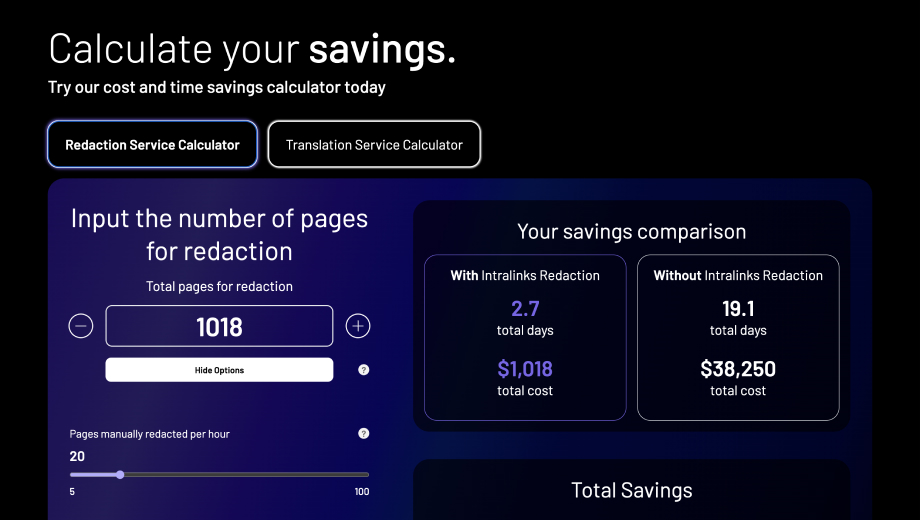 Calculate your savings.
Try our cost and time savings calculator today
Redaction Service Calculator
Translation Service Calculator
Input the number of pages
for redaction
Total pages for redaction
1018
Hide Options
?
Pages manually redacted per hour
?
20
5
100
Your savings comparison
With Intralinks Redaction
2.7
total days
$1,018
total cost
Without Intralinks Redaction
19.1
total days
$38,250
total cost
Total Savings